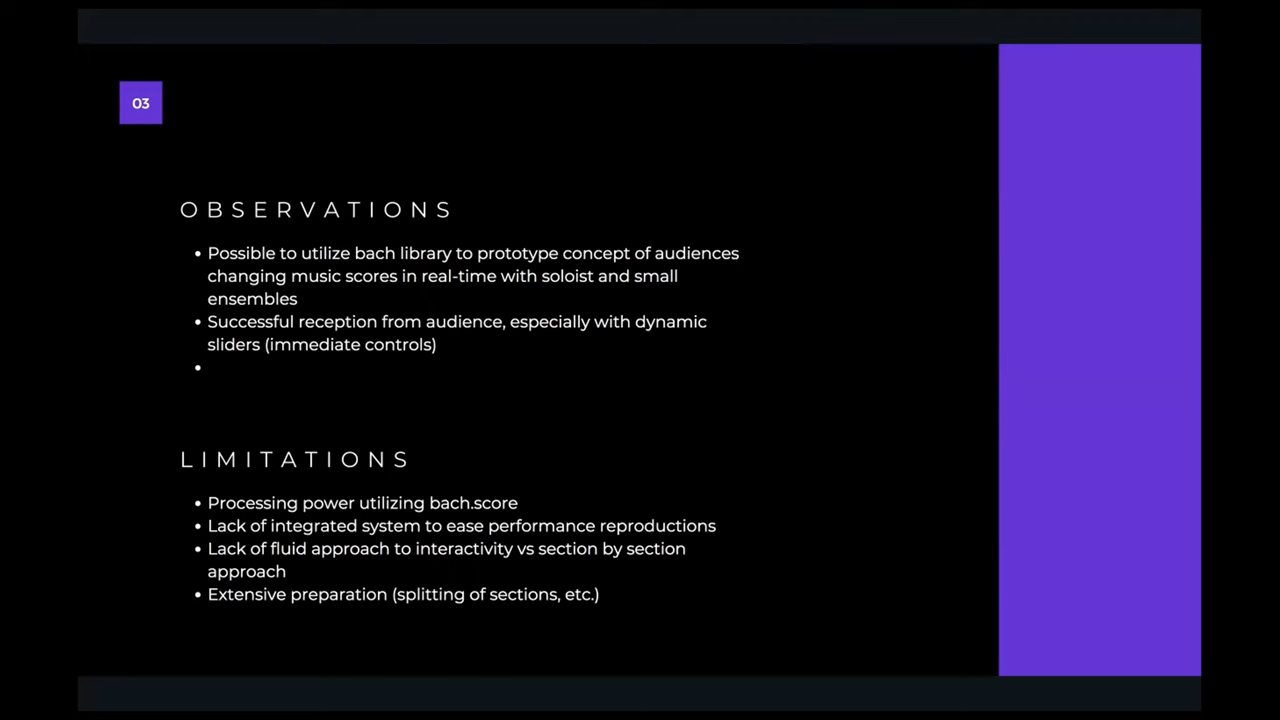 03
OBSERVATIONS
• Possible to utilize bach library to prototype concept of audiences
changing music scores in real-time with soloist and small
ensembles
• Successful reception from audience, especially with dynamic
sliders (immediate controls)
•
LIMITATIONS
• Processing power utilizing bach.score
• Lack of integrated system to ease performance reproductions
• Lack of fluid approach to interactivity vs section by section
approach
• Extensive preparation (splitting of sections, etc.)